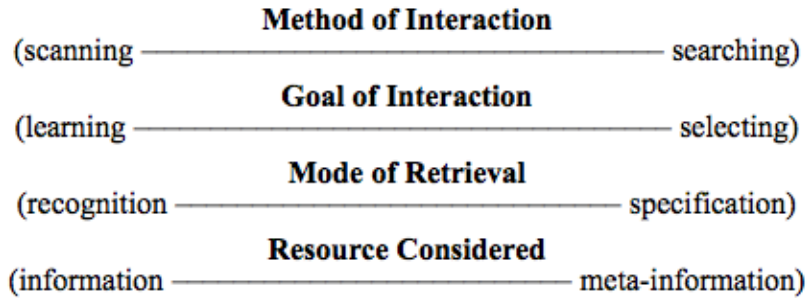 Method of Interaction
(scanning searching)
Goal of Interaction
(learning selecting)
Mode of Retrieval
(recognition specification)
Resource Considered
(information meta-information)